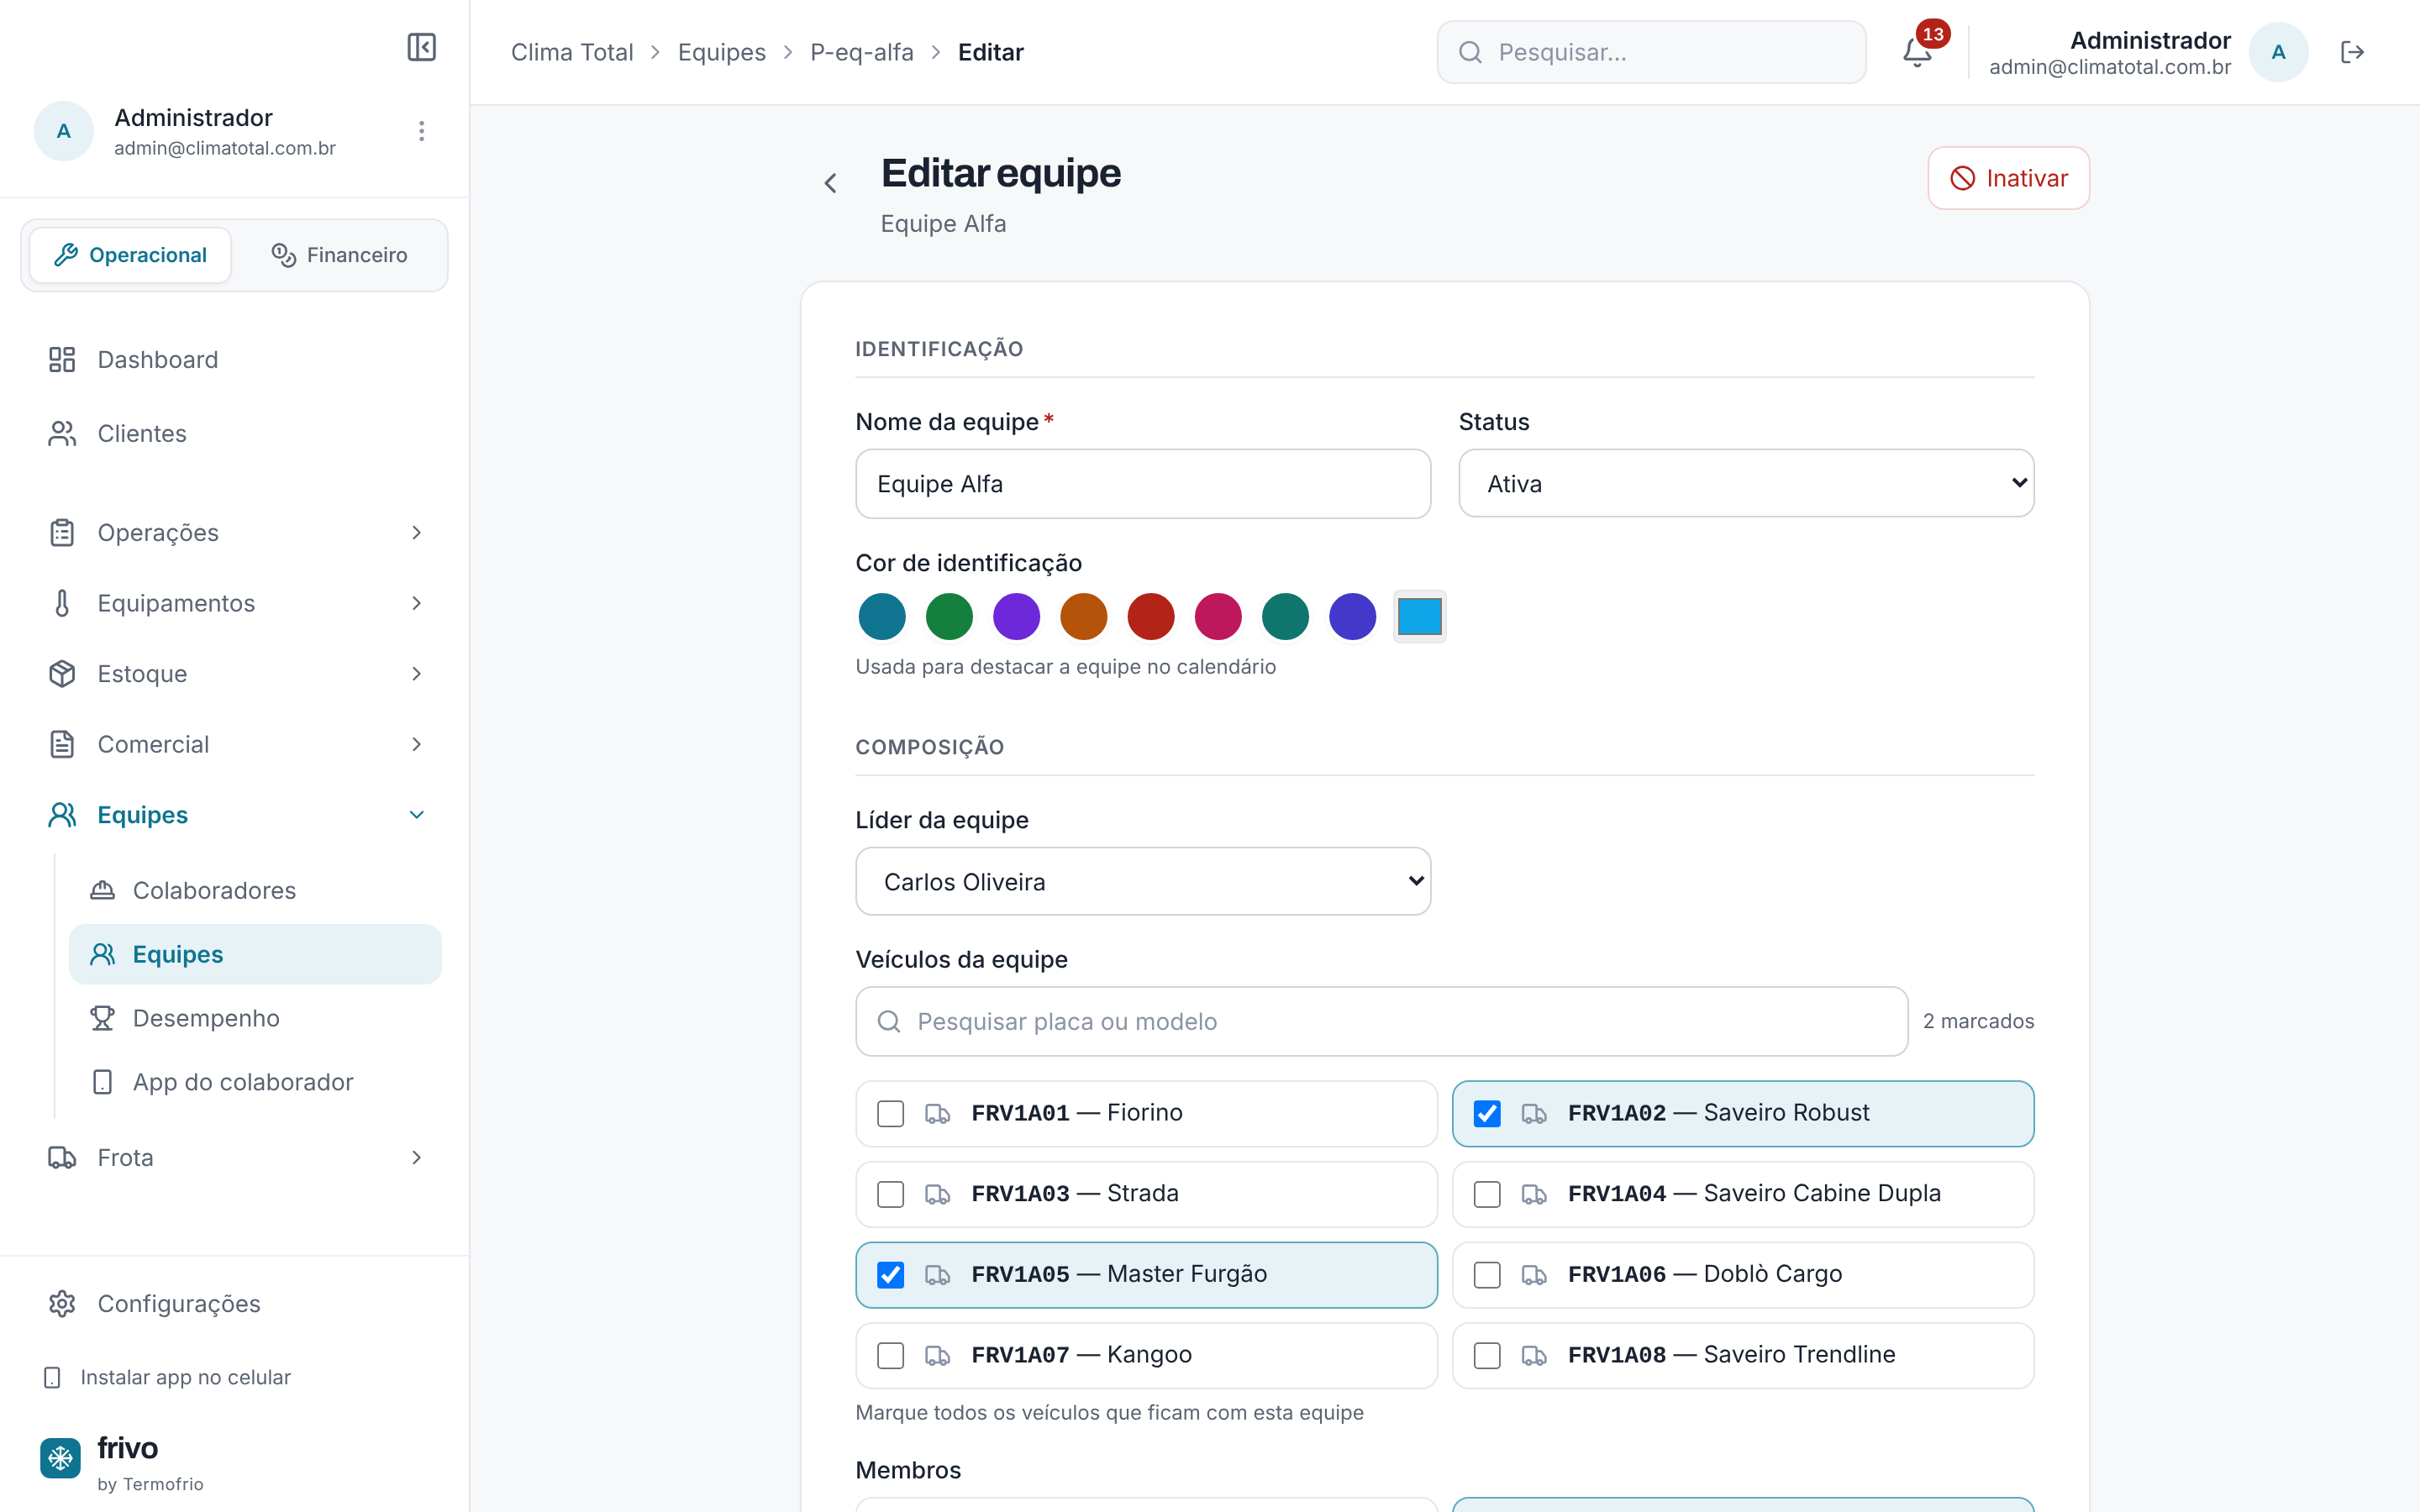 Administrador
admin@climatotal.com.br
A
Operacional
Financeiro
Dashboard
Clientes
Operações
Equipamentos
Estoque
Comercial
Equipes
Colaboradores
Equipes
Desempenho
App do colaborador
Frota
Configurações
Instalar app no celular
frivo
by Termofrio
Clima Total > Equipes > P-eq-alfa > Editar
Pesquisar...
13
Administrador
admin@climatotal.com.br
A
Editar equipe
Equipe Alfa
Inativar
IDENTIFICAÇÃO
Nome da equipe *
Status
Equipe Alfa
Ativa
Cor de identificação
Usada para destacar a equipe no calendário
COMPOSIÇÃO
Líder da equipe
Carlos Oliveira
Veículos da equipe
Pesquisar placa ou modelo
2 marcados
FRV1A01 — Fiorino
FRV1A02 — Saveiro Robust
FRV1A03 — Strada
FRV1A04 — Saveiro Cabine Dupla
FRV1A05 — Master Furgão
FRV1A06 — Doblò Cargo
FRV1A07 — Kangoo
FRV1A08 — Saveiro Trendline
Marque todos os veículos que ficam com esta equipe
Membros